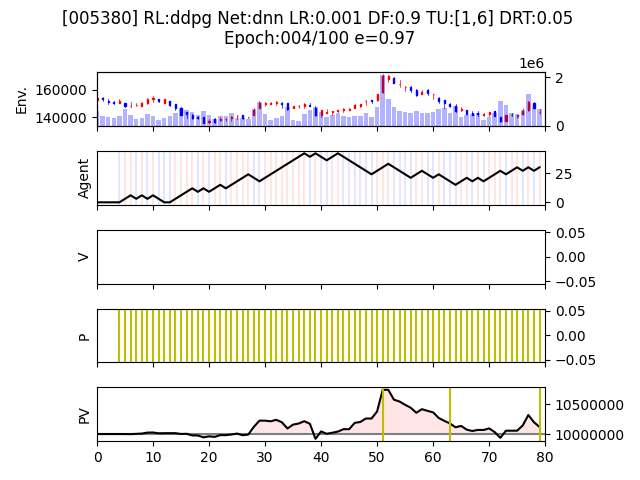 [005380] RL:ddpg Net:dnn LR:0.001 DF:0.9 TU:[1,6] DRT:0.05
Epoch:004/100 e=0.97
1e6
Env.
160000
140000
2
0
Agent
25
0
V
0.05
0.00
−0.05
P
0.05
0.00
−0.05
PV
10500000
10000000
0 10 20 30 40 50 60 70 80